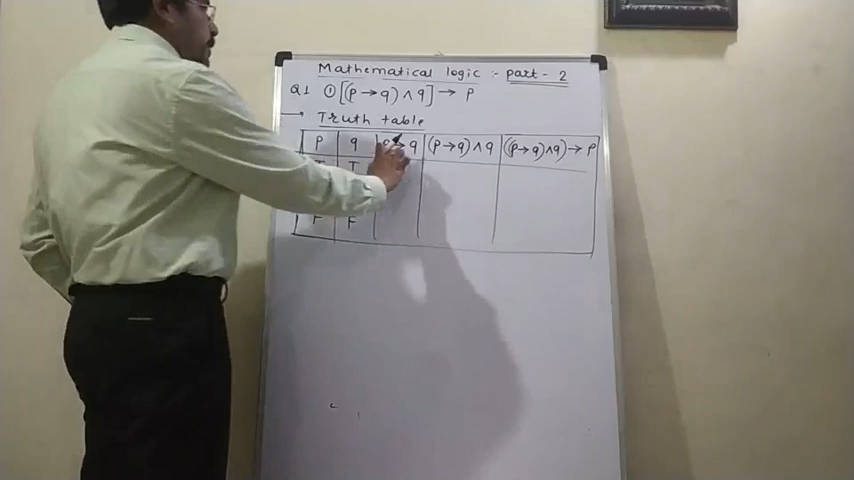 Mathematical logic :- part - 2
Q1 ① [(p → q) ∧ q] → p
→ Truth table
p q → q (p → q) ∧ q ((p → q) ∧ q) → p
T T
F F